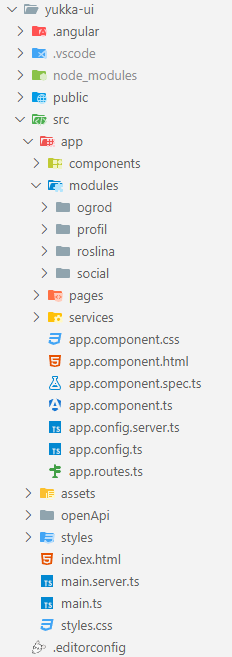 yukka-ui
.angular
.vscode
node_modules
public
src
app
components
modules
ogrod
profil
roslina
social
pages
services
app.component.css
app.component.html
app.component.spec.ts
app.component.ts
app.config.server.ts
app.config.ts
app.routes.ts
assets
openApi
styles
index.html
main.server.ts
main.ts
styles.css
.editorconfig